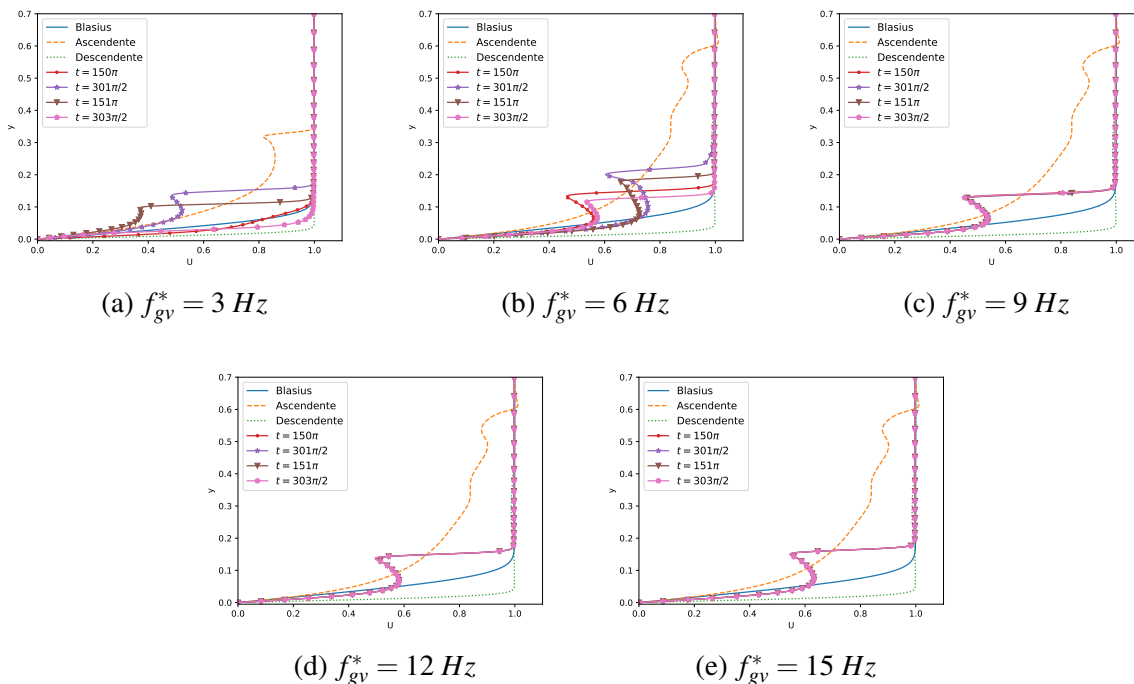 0.7
0.6
0.5
0.4
0.3
0.2
0.1
0.0
y
Blasius
Ascendente
Descendente
t = 150π
t = 301π/2
t = 151π
t = 303π/2
0.0 0.2 0.4 0.6 0.8 1.0
U
(a) f*gv = 3 Hz
0.7
0.6
0.5
0.4
0.3
0.2
0.1
0.0
y
Blasius
Ascendente
Descendente
t = 150π
t = 301π/2
t = 151π
t = 303π/2
0.0 0.2 0.4 0.6 0.8 1.0
U
(b) f*gv = 6 Hz
0.7
0.6
0.5
0.4
0.3
0.2
0.1
0.0
y
Blasius
Ascendente
Descendente
t = 150π
t = 301π/2
t = 151π
t = 303π/2
0.0 0.2 0.4 0.6 0.8 1.0
U
(c) f*gv = 9 Hz
0.7
0.6
0.5
0.4
0.3
0.2
0.1
0.0
y
Blasius
Ascendente
Descendente
t = 150π
t = 301π/2
t = 151π
t = 303π/2
0.0 0.2 0.4 0.6 0.8 1.0
U
(d) f*gv = 12 Hz
0.7
0.6
0.5
0.4
0.3
0.2
0.1
0.0
y
Blasius
Ascendente
Descendente
t = 150π
t = 301π/2
t = 151π
t = 303π/2
0.0 0.2 0.4 0.6 0.8 1.0
U
(e) f*gv = 15 Hz